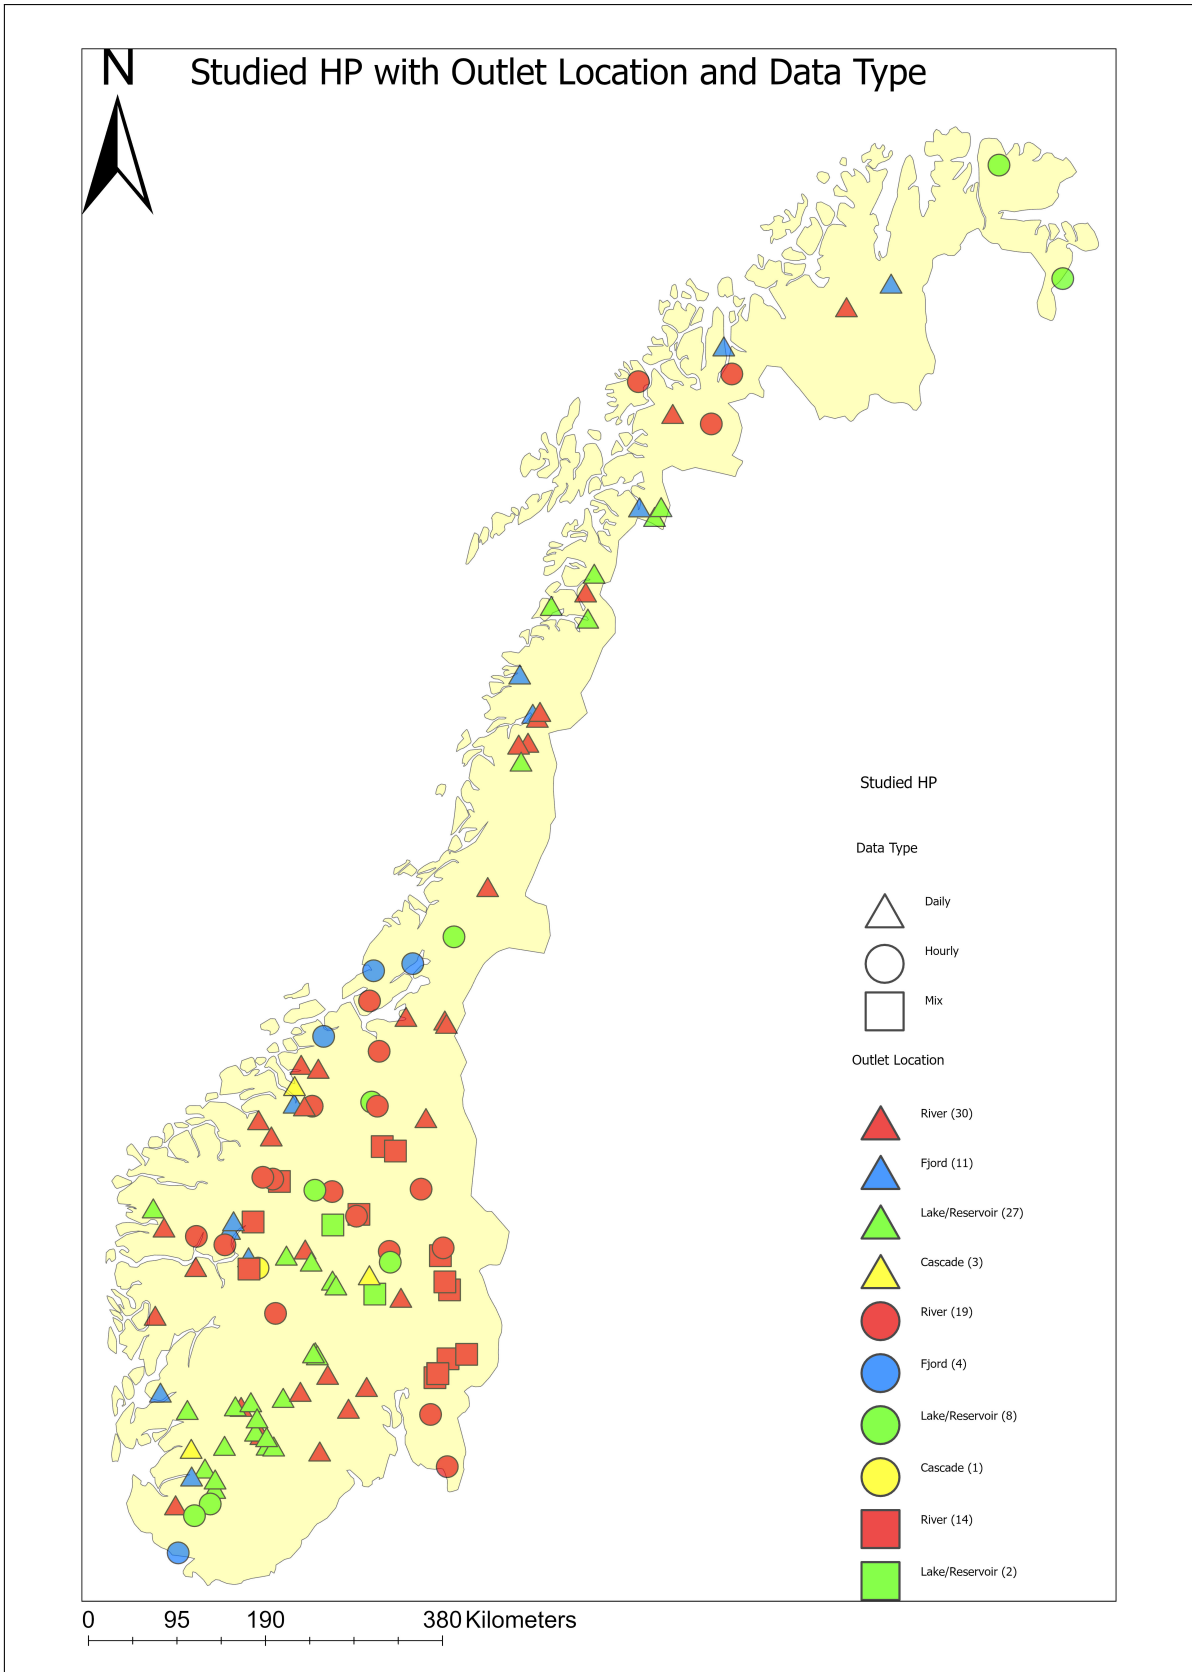 N
Studied HP with Outlet Location and Data Type
Studied HP
Data Type
Daily
Hourly
Mix
Outlet Location
River (30)
Fjord (11)
Lake/Reservoir (27)
Cascade (3)
River (19)
Fjord (4)
Lake/Reservoir (8)
Cascade (1)
River (14)
Lake/Reservoir (2)
0 95 190 380 Kilometers